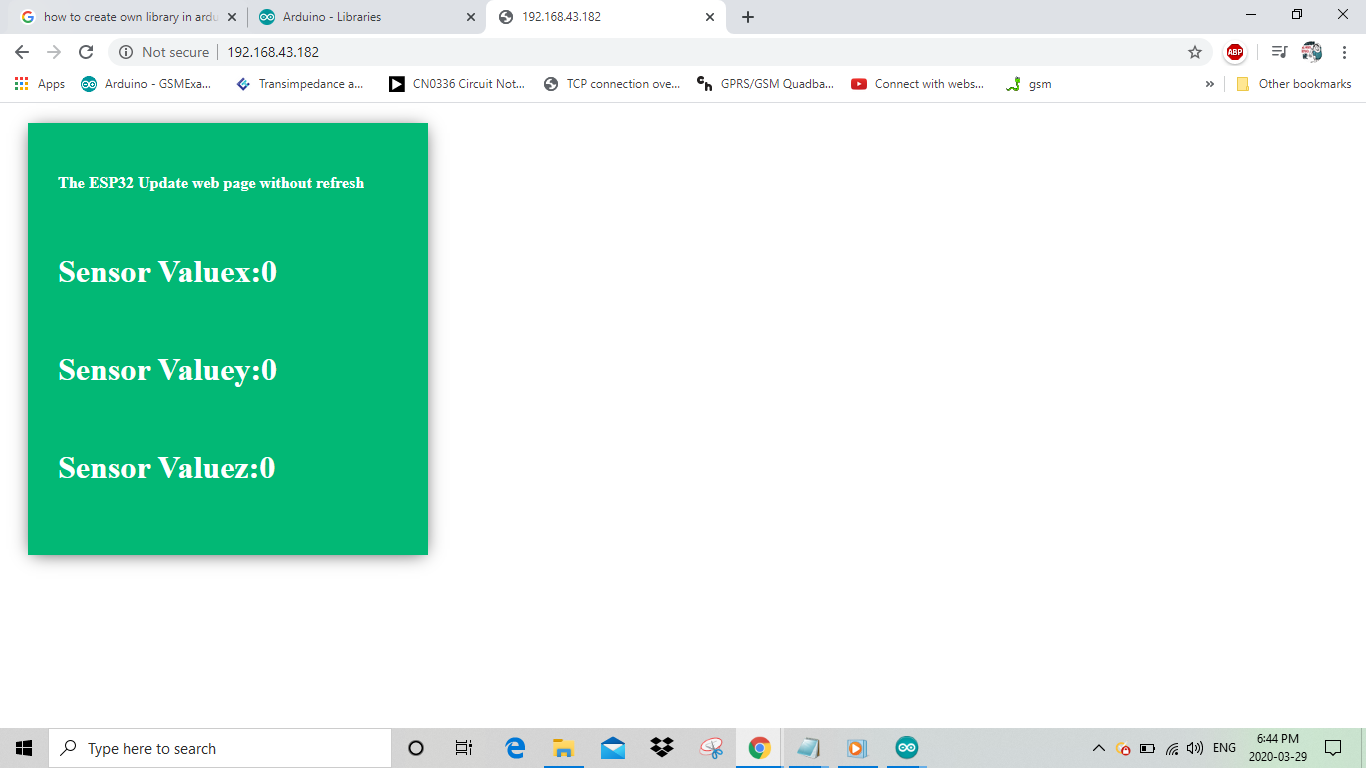 how to create own library in ardu
Arduino - Libraries
192.168.43.182
Not secure
192.168.43.182
ABP
Apps
Arduino - GSMExa...
Transimpedance a...
CN0336 Circuit Not...
TCP connection ove...
GPRS/GSM Quadba...
Connect with webs...
gsm
»
Other bookmarks
The ESP32 Update web page without refresh
Sensor Valuex:0
Sensor Valuey:0
Sensor Valuez:0
Type here to search
ENG
6:44 PM
2020-03-29